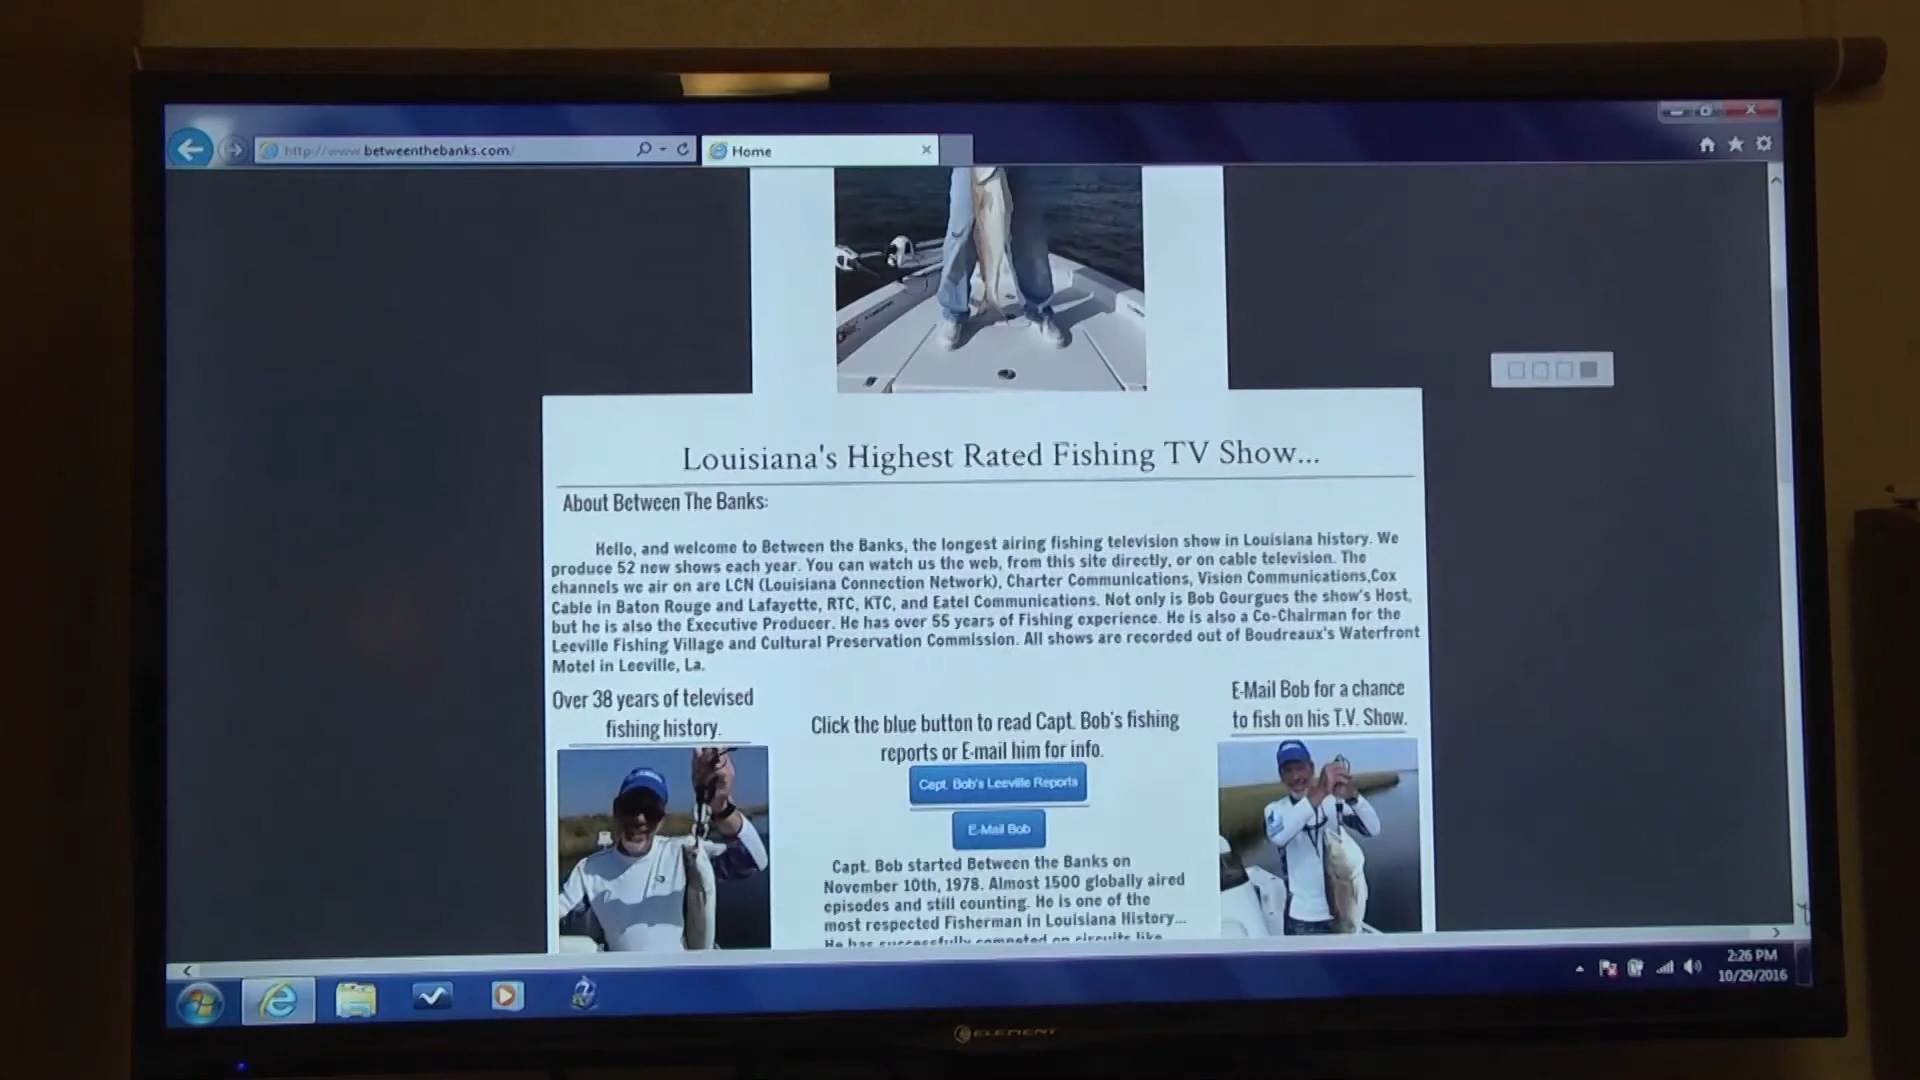 http://www.betweenthebanks.com/
Home
Louisiana's Highest Rated Fishing TV Show...
About Between The Banks:
Hello, and welcome to Between the Banks, the longest airing fishing television show in Louisiana history. We
produce 52 new shows each year. You can watch us the web, from this site directly, or on cable television. The
channels we air on are LCN (Louisiana Connection Network), Charter Communications, Vision Communications,Cox
Cable in Baton Rouge and Lafayette, RTC, KTC, and Eatel Communications. Not only is Bob Gourgues the show's Host,
but he is also the Executive Producer. He has over 55 years of Fishing experience. He is also a Co-Chairman for the
Leeville Fishing Village and Cultural Preservation Commission. All shows are recorded out of Boudreaux's Waterfront
Motel in Leeville, La.
Over 38 years of televised
fishing history.
Click the blue button to read Capt. Bob's fishing
reports or E-mail him for info.
Capt. Bob's Leeville Reports
E-Mail Bob
Capt. Bob started Between the Banks on
November 10th, 1978. Almost 1500 globally aired
episodes and still counting. He is one of the
most respected Fisherman in Louisiana History...
He has successfully competed on circuits like
E-Mail Bob for a chance
to fish on his T.V. Show.
2:26 PM
10/29/2016
ELEMENT